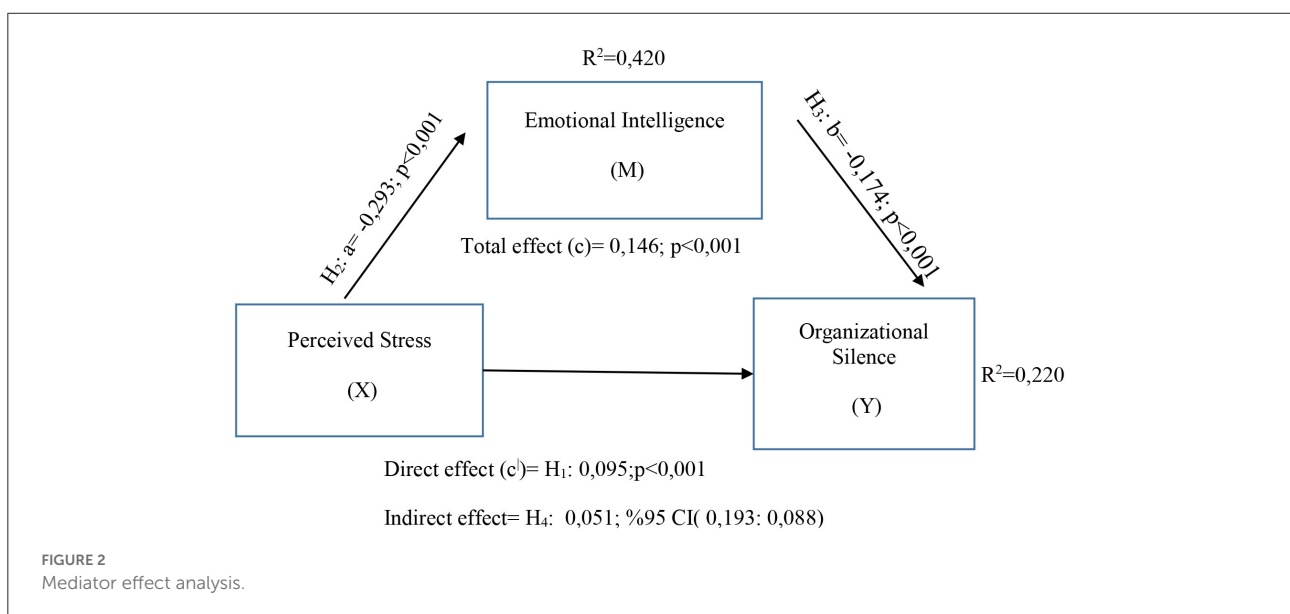 R²=0,420
Emotional Intelligence
(M)
H₂: a= -0,293; p<0,001
H₃: b= -0,174; p<0,001
Total effect (c)= 0,146; p<0,001
Perceived Stress
(X)
Organizational
Silence
(Y)
R²=0,220
Direct effect (c|)= H₁: 0,095;p<0,001
Indirect effect= H₄: 0,051; %95 CI( 0,193: 0,088)
FIGURE 2
Mediator effect analysis.